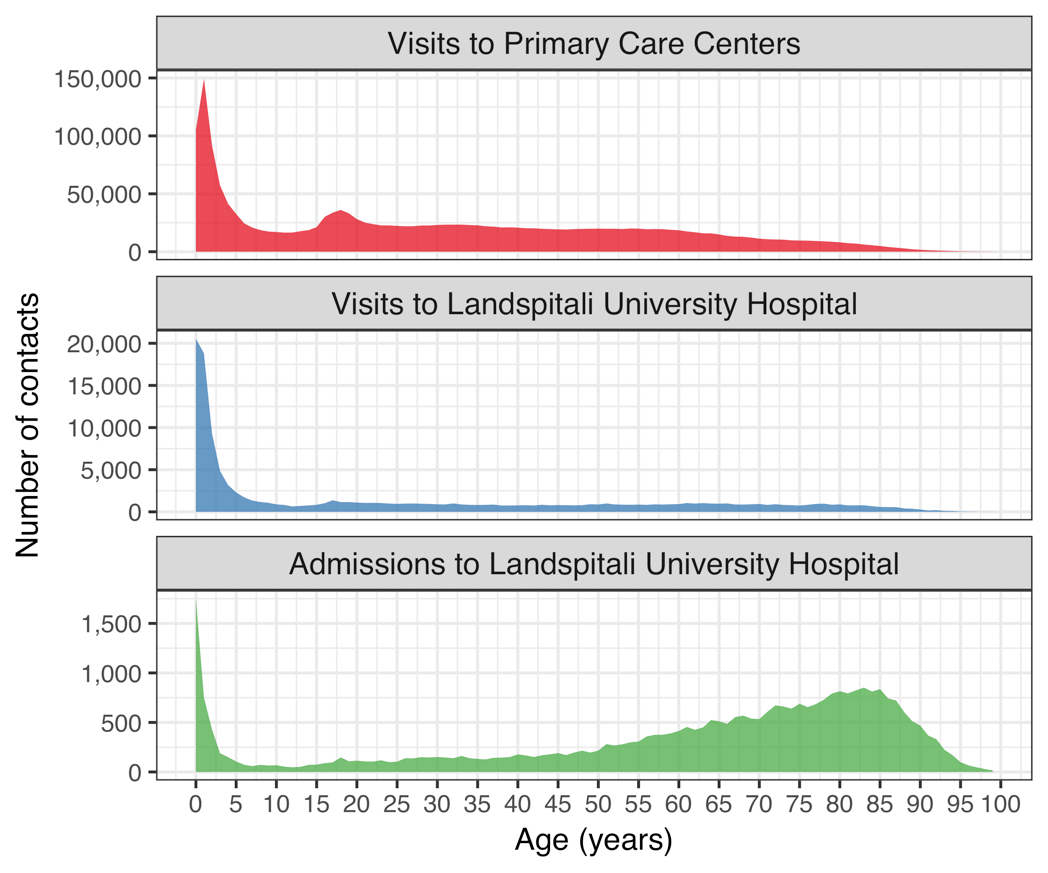 Visits to Primary Care Centers
150,000
100,000
50,000
0
Visits to Landspitali University Hospital
20,000
15,000
10,000
5,000
0
Number of contacts
Admissions to Landspitali University Hospital
1,500
1,000
500
0
0 5 10 15 20 25 30 35 40 45 50 55 60 65 70 75 80 85 90 95 100
Age (years)